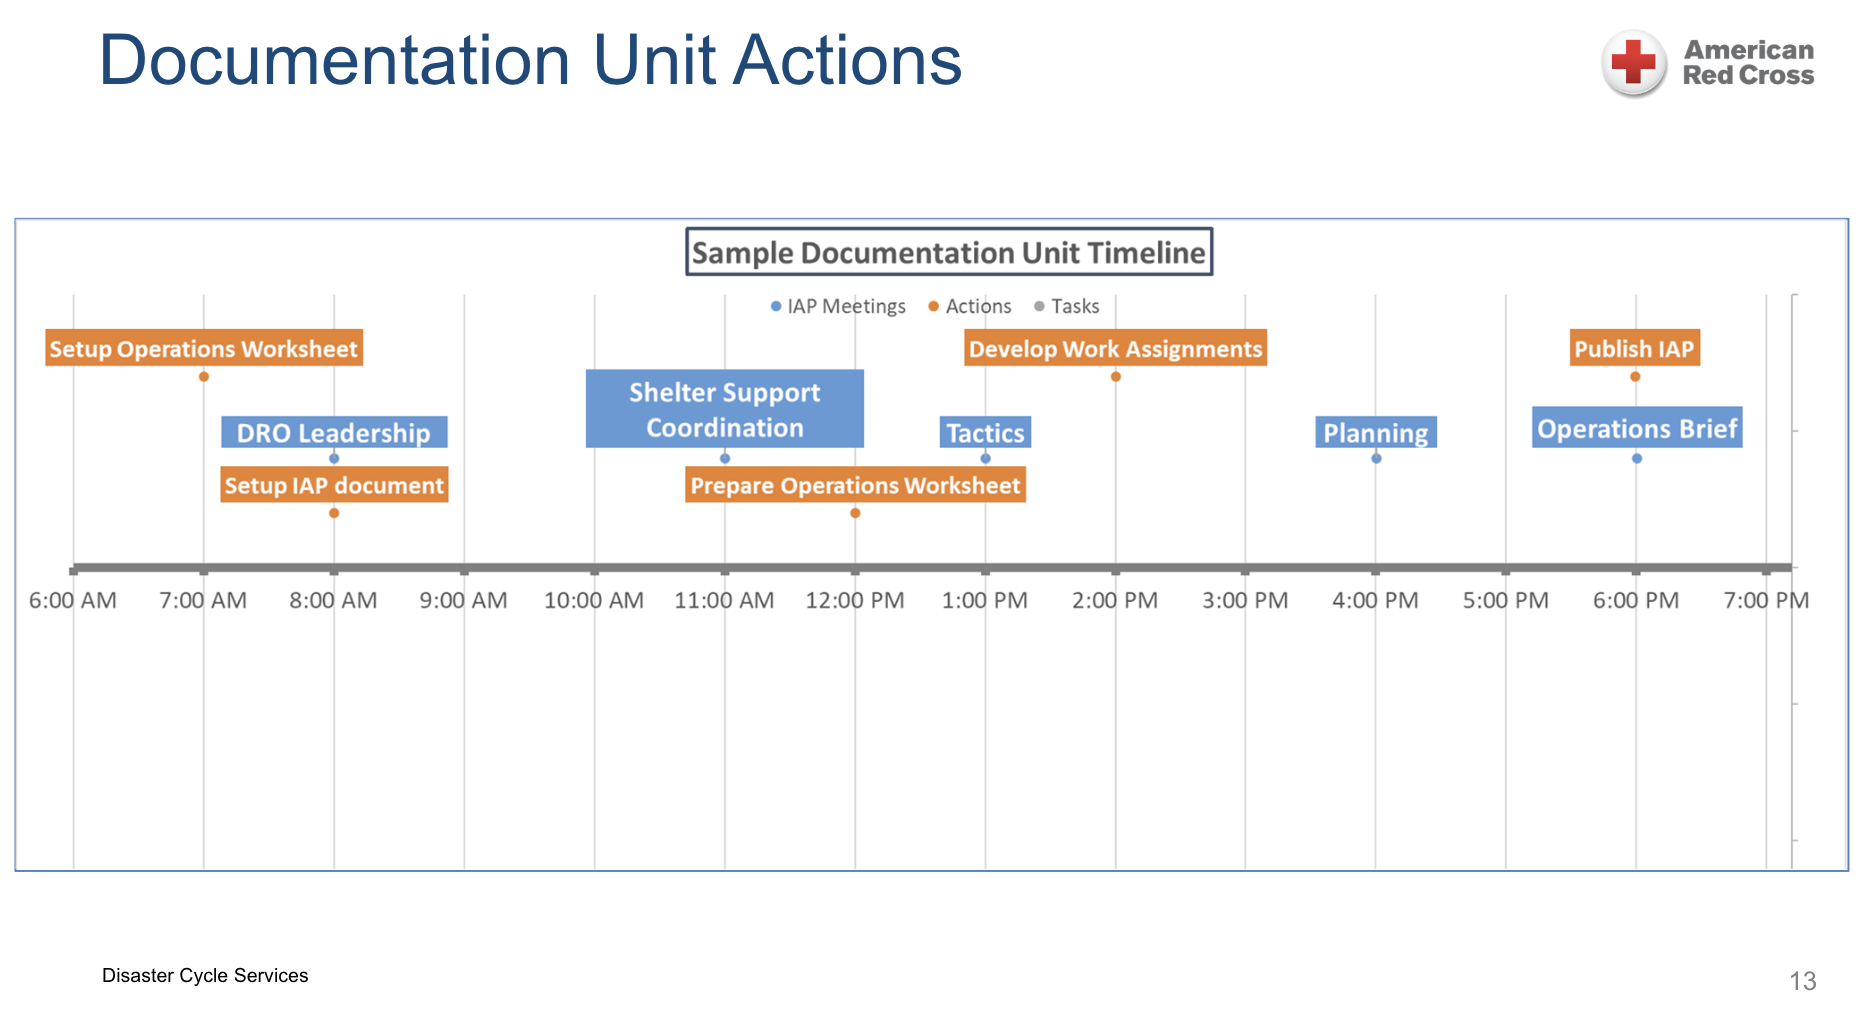 Documentation Unit Actions
American
Red Cross
Sample Documentation Unit Timeline
IAP Meetings Actions Tasks
Setup Operations Worksheet
Develop Work Assignments
Publish IAP
Shelter Support
Coordination
DRO Leadership
Tactics
Planning
Operations Brief
Setup IAP document
Prepare Operations Worksheet
6:00 AM 7:00 AM 8:00 AM 9:00 AM 10:00 AM 11:00 AM 12:00 PM 1:00 PM 2:00 PM 3:00 PM 4:00 PM 5:00 PM 6:00 PM 7:00 PM
Disaster Cycle Services
13